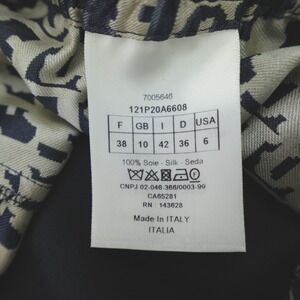 7005646
121P20A6608
F GB I D USA
38 10 42 36 6
100% Soie - Silk - Seda
CNPJ 02-046-366/0003-99
CA65281
RN : 143628
Made In ITALY
ITALIA